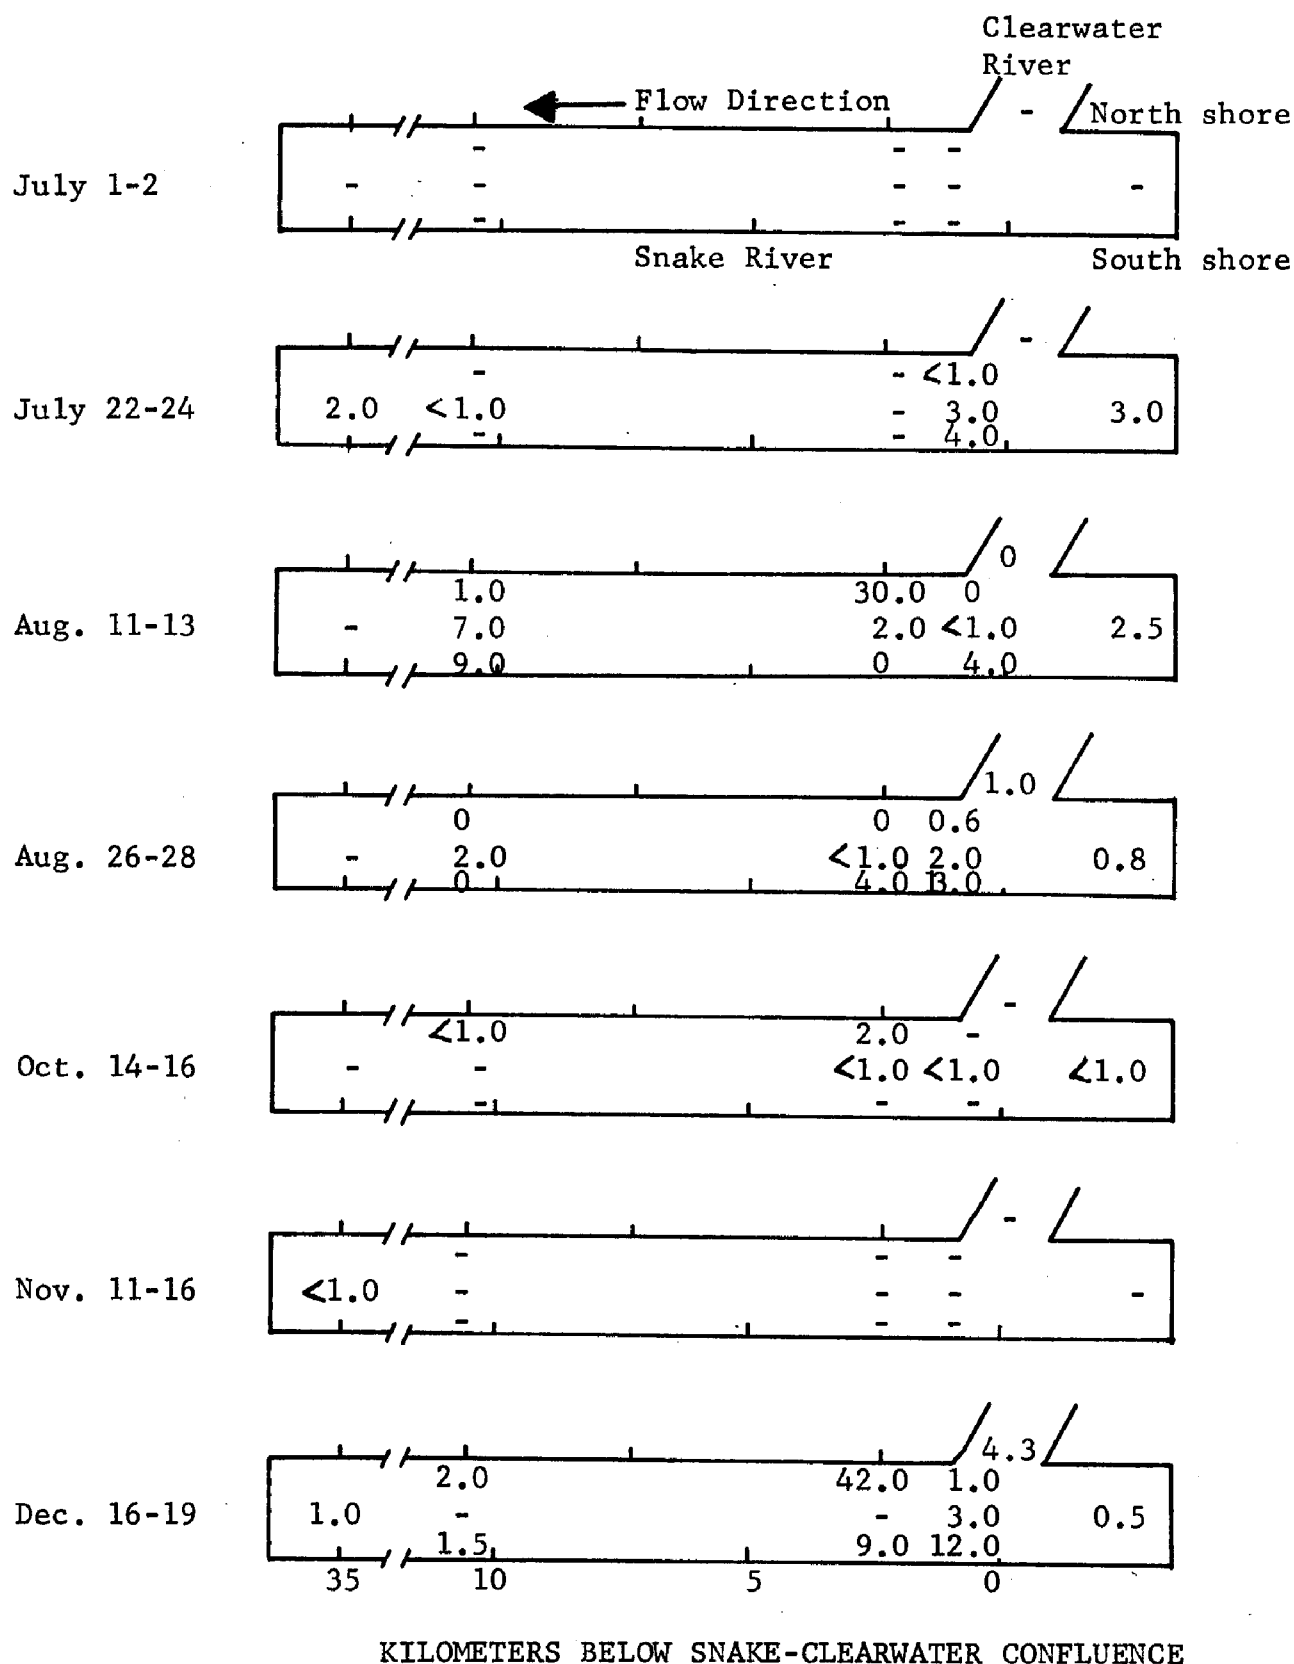 Clearwater
River
Flow Direction -
North shore
-
- - -
July 1-2 - - - - -
- - -
Snake River South shore
-
- <1.0
July 22-24 2.0 <1.0 - 3.0 3.0
- - 4.0
0
1.0 30.0 0
Aug. 11-13 - 7.0 2.0 <1.0 2.5
9.0 0 4.0
1.0
0 0 0.6
Aug. 26-28 - 2.0 <1.0 2.0 0.8
0 4.0 .0
-
<1.0 2.0 -
Oct. 14-16 - - <1.0 <1.0 <1.0
- - -
-
- - -
Nov. 11-16 <1.0 - - - -
- - -
4.3
2.0 42.0 1.0
Dec. 16-19 1.0 - - 3.0 0.5
1.5 9.0 12.0
35 10 5 0
KILOMETERS BELOW SNAKE-CLEARWATER CONFLUENCE